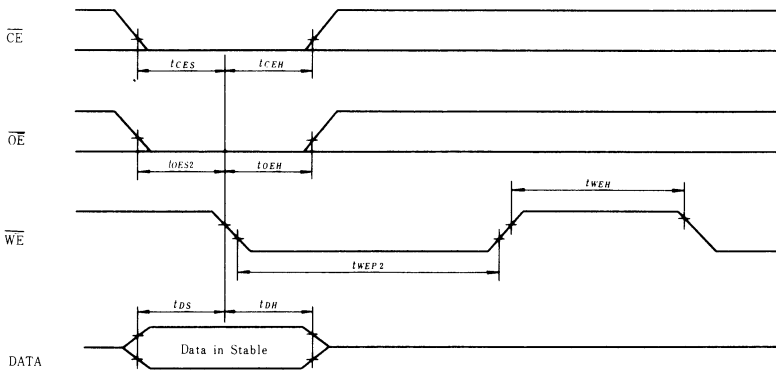 CE
tCES
tCEH
OE
tOES2
tOEH
tWEH
WE
tWEP2
tDS
tDH
Data in Stable
DATA